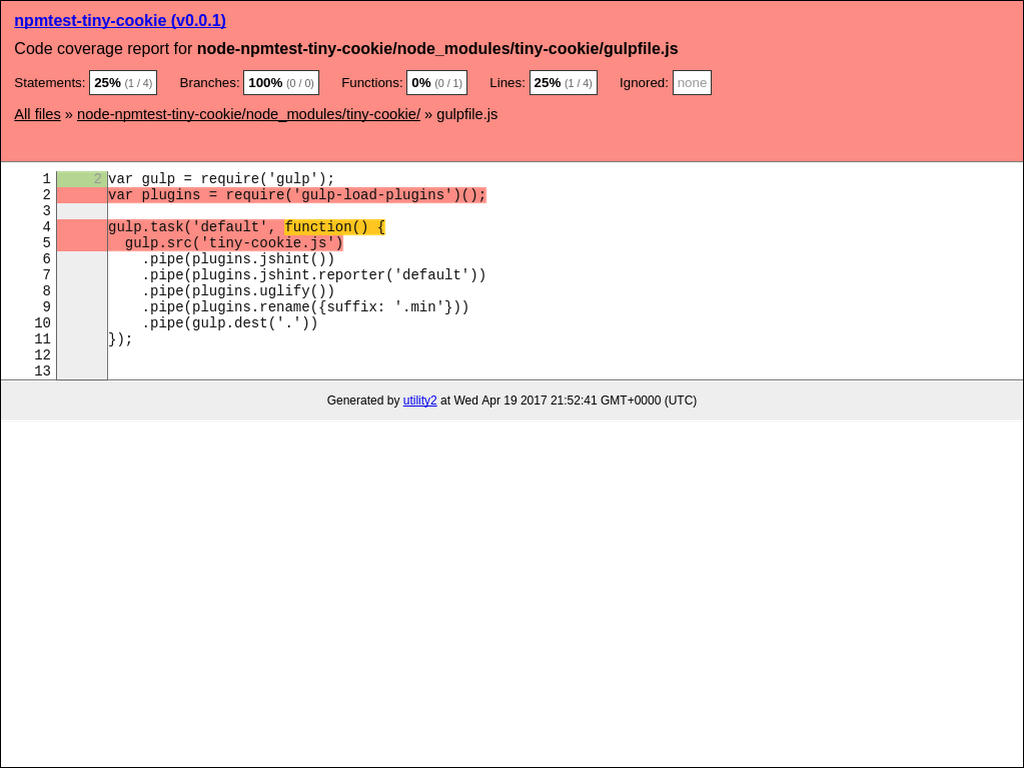 npmtest-tiny-cookie (v0.0.1)
Code coverage report for node-npmtest-tiny-cookie/node_modules/tiny-cookie/gulpfile.js
Statements: 25% (1 / 4) Branches: 100% (0 / 0) Functions: 0% (0 / 1) Lines: 25% (1 / 4) Ignored: none
All files » node-npmtest-tiny-cookie/node_modules/tiny-cookie/ » gulpfile.js
1 2 var gulp = require('gulp');
2 var plugins = require('gulp-load-plugins')();
3
4 gulp.task('default', function() {
5   gulp.src('tiny-cookie.js')
6     .pipe(plugins.jshint())
7     .pipe(plugins.jshint.reporter('default'))
8     .pipe(plugins.uglify())
9     .pipe(plugins.rename({suffix: '.min'}))
10     .pipe(gulp.dest('.'))
11 });
12
13
Generated by utility2 at Wed Apr 19 2017 21:52:41 GMT+0000 (UTC)